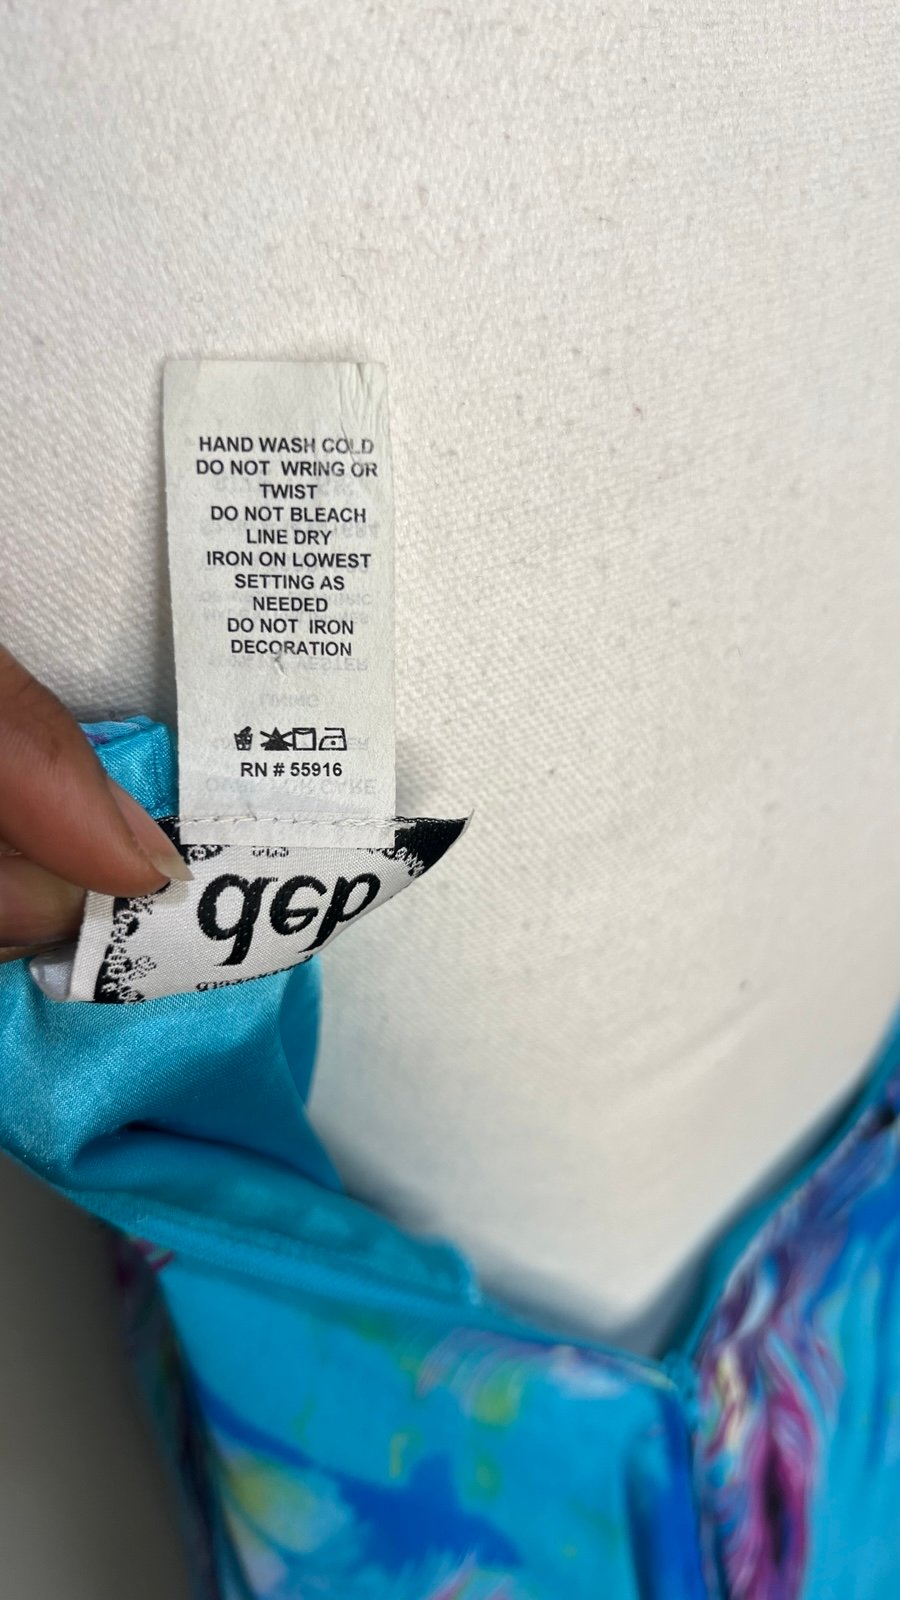 HAND WASH COLD
DO NOT WRING OR
TWIST
DO NOT BLEACH
LINE DRY
IRON ON LOWEST
SETTING AS
NEEDED
DO NOT IRON
DECORATION
RN # 55916
deb